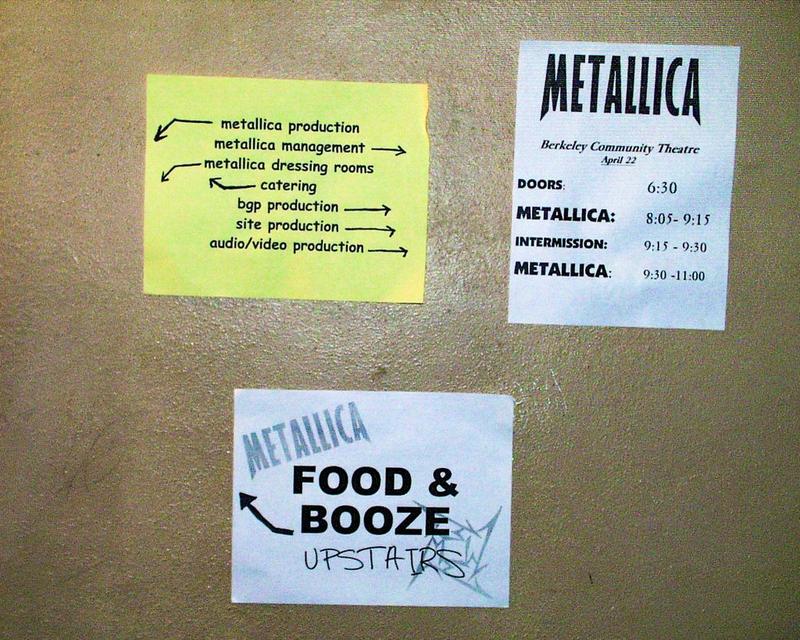 metallica production
metallica management
metallica dressing rooms
catering
bgp production
site production
audio/video production
METALLICA
Berkeley Community Theatre
April 22
DOORS: 6:30
METALLICA: 8:05- 9:15
INTERMISSION: 9:15 - 9:30
METALLICA: 9:30 -11:00
METALLICA
FOOD &
BOOZE
UPSTAIRS